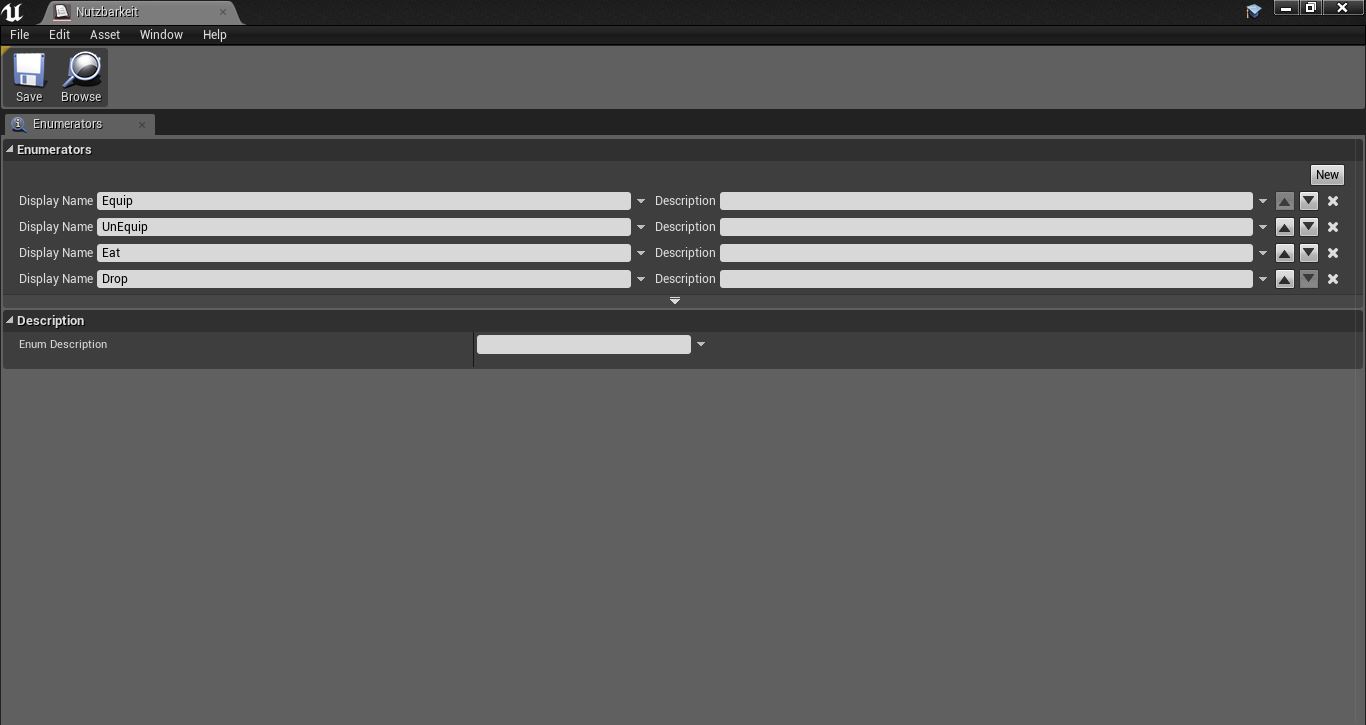 Nutzbarkeit
File Edit Asset Window Help
Save Browse
Enumerators
Enumerators
New
Display Name Equip Description
Display Name UnEquip Description
Display Name Eat Description
Display Name Drop Description
Description
Enum Description